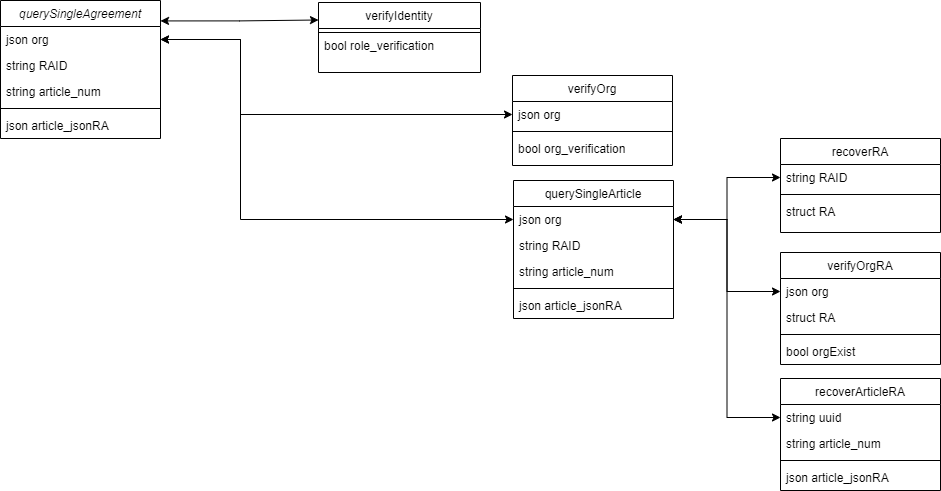 querySingleAgreement
json org
string RAID
string article_num
json article_jsonRA
verifyIdentity
bool role_verification
verifyOrg
json org
bool org_verification
querySingleArticle
json org
string RAID
string article_num
json article_jsonRA
recoverRA
string RAID
struct RA
verifyOrgRA
json org
struct RA
bool orgExist
recoverArticleRA
string uuid
string article_num
json article_jsonRA